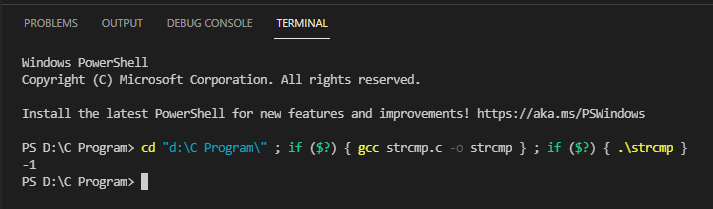 PROBLEMS OUTPUT DEBUG CONSOLE TERMINAL
Windows PowerShell
Copyright (C) Microsoft Corporation. All rights reserved.
Install the latest PowerShell for new features and improvements! https://aka.ms/PSWindows
PS D:\C Program> cd "d:\C Program\" ; if ($?) { gcc strcmp.c -o strcmp } ; if ($?) { .\strcmp }
-1
PS D:\C Program>